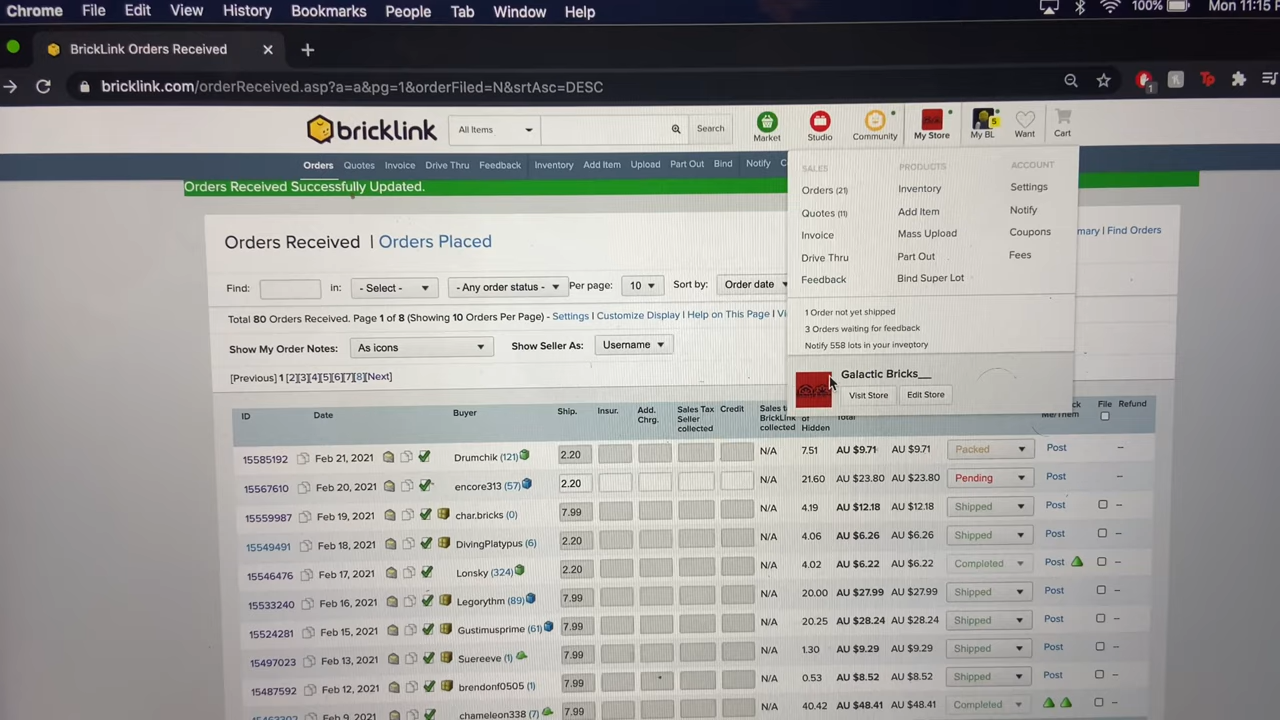 Chrome File Edit View History Bookmarks People Tab Window Help 100% Mon 11:15
BrickLink Orders Received
bricklink.com/orderReceived.asp?a=a&pg=1&orderFiled=N&srtAsc=DESC
bricklink All Items Search Market Studio Community My Store My BL 5 Want Cart
Orders Quotes Invoice Drive Thru Feedback Inventory Add Item Upload Part Out Bind Notify
Orders Received Successfully Updated.
SALES PRODUCTS ACCOUNT
Orders (21) Inventory Settings
Quotes (11) Add Item Notify
Invoice Mass Upload Coupons
Drive Thru Part Out Fees
Feedback Bind Super Lot
1 Order not yet shipped
3 Orders waiting for feedback
Notify 558 lots in your inventory
Galactic Bricks__
Visit Store Edit Store
Orders Received | Orders Placed
| Find Orders
Find: in: - Select - - Any order status - Per page: 10 Sort by: Order date
Total 80 Orders Received. Page 1 of 8 (Showing 10 Orders Per Page) - Settings | Customize Display | Help on This Page |
Show My Order Notes: As icons Show Seller As: Username
[Previous] 1 [2][3][4][5][6][7][8][Next]
ID Date Buyer Ship. Insur. Add. Chrg. Sales Tax Seller collected Credit Sales BrickLink collected of Hidden Total Me/Them File Refund
15585192 Feb 21, 2021 Drumchik (121) 2.20 N/A 7.51 AU $9.71 AU $9.71 Packed Post --
15567610 Feb 20, 2021 encore313 (57) 2.20 N/A 21.60 AU $23.80 AU $23.80 Pending Post --
15559987 Feb 19, 2021 char.bricks (0) 7.99 N/A 4.19 AU $12.18 AU $12.18 Shipped Post --
15549491 Feb 18, 2021 DivingPlatypus (6) 2.20 N/A 4.06 AU $6.26 AU $6.26 Shipped Post --
15546476 Feb 17, 2021 Lonsky (324) 2.20 N/A 4.02 AU $6.22 AU $6.22 Completed Post --
15533240 Feb 16, 2021 Legorythm (89) 7.99 N/A 20.00 AU $27.99 AU $27.99 Shipped Post --
15524281 Feb 15, 2021 Gustimusprime (61) 7.99 N/A 20.25 AU $28.24 AU $28.24 Shipped Post --
15497023 Feb 13, 2021 Suereeve (1) 7.99 N/A 1.30 AU $9.29 AU $9.29 Shipped Post --
15487592 Feb 12, 2021 brendonf0505 (1) 7.99 N/A 0.53 AU $8.52 AU $8.52 Shipped Post --
Feb 9, 2021 chameleon338 (7) 7.99 N/A 40.42 AU $48.41 AU $48.41 Completed --